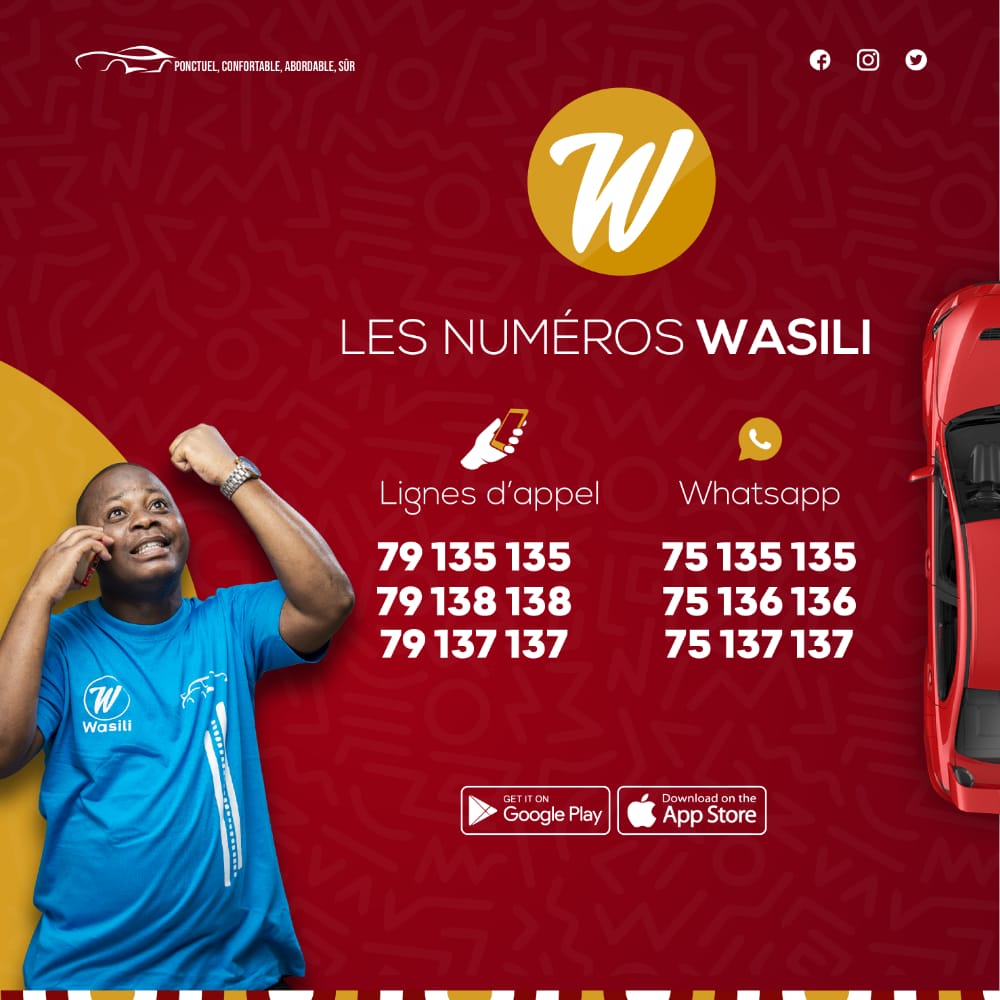 PONCTUEL, CONFORTABLE, ABORDABLE, SÛR
W
LES NUMÉROS WASILI
Lignes d'appel
79 135 135
79 138 138
79 137 137
Whatsapp
75 135 135
75 136 136
75 137 137
W
Wasili
GET IT ON
Google Play
Download on the
App Store